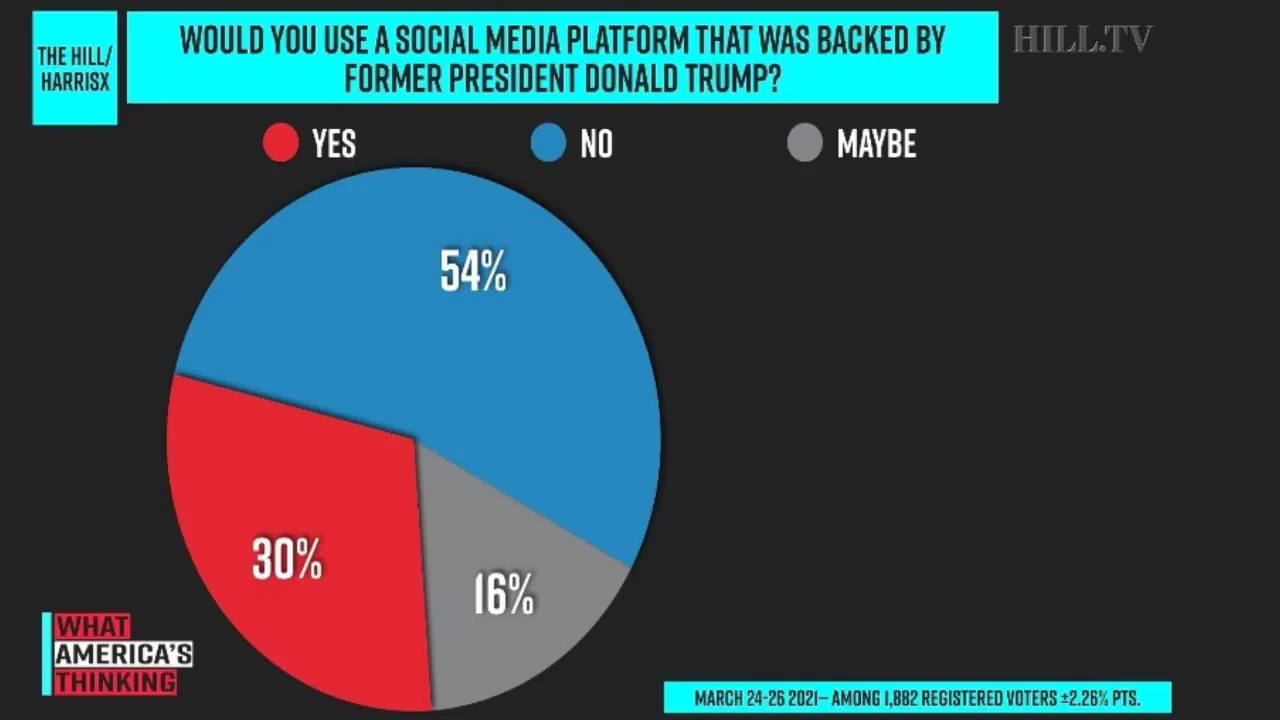 THE HILL/
HARRISX
WOULD YOU USE A SOCIAL MEDIA PLATFORM THAT WAS BACKED BY
FORMER PRESIDENT DONALD TRUMP?
HILL.TV
YES
NO
MAYBE
54%
30%
16%
WHAT
AMERICA'S
THINKING
MARCH 24-26 2021– AMONG 1,882 REGISTERED VOTERS ±2.26% PTS.